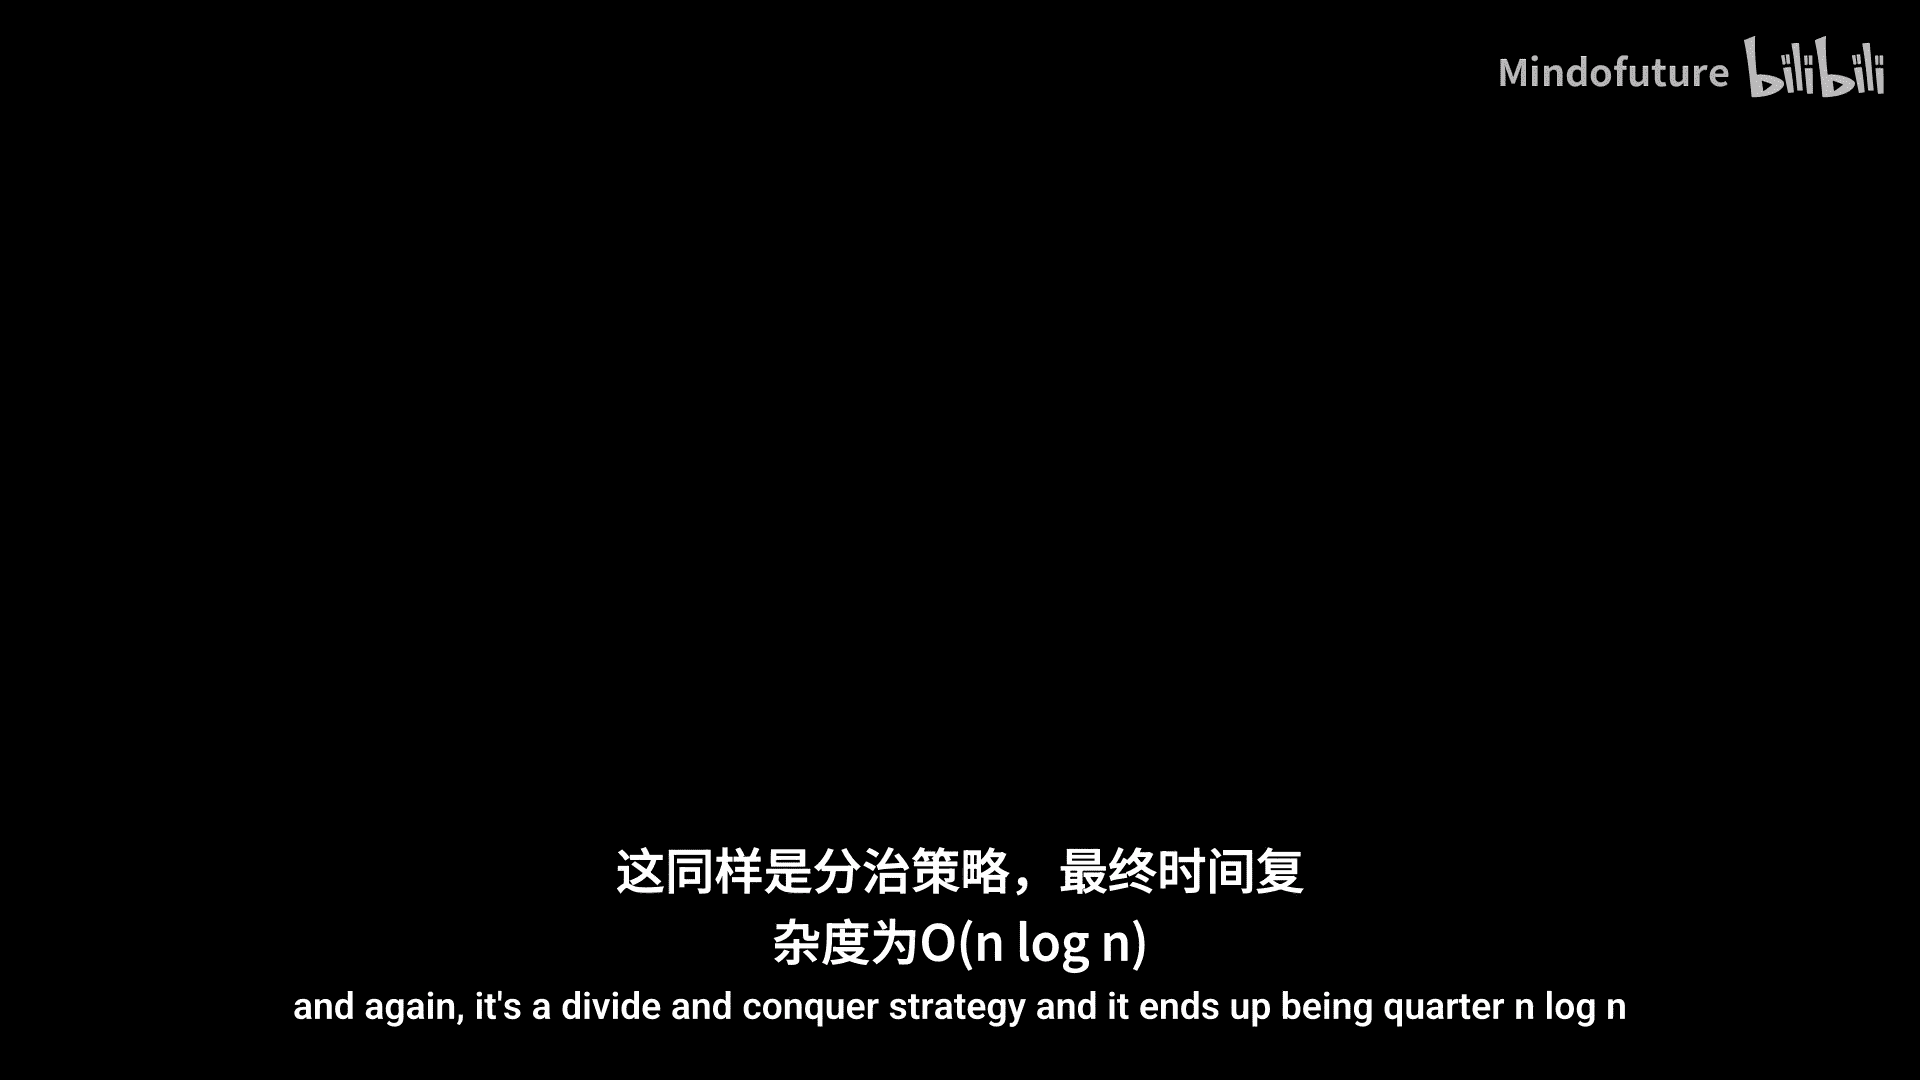 Mindofuture bilibili
这同样是分治策略，最终时间复
杂度为O(n log n)
and again, it's a divide and conquer strategy and it ends up being quarter n log n